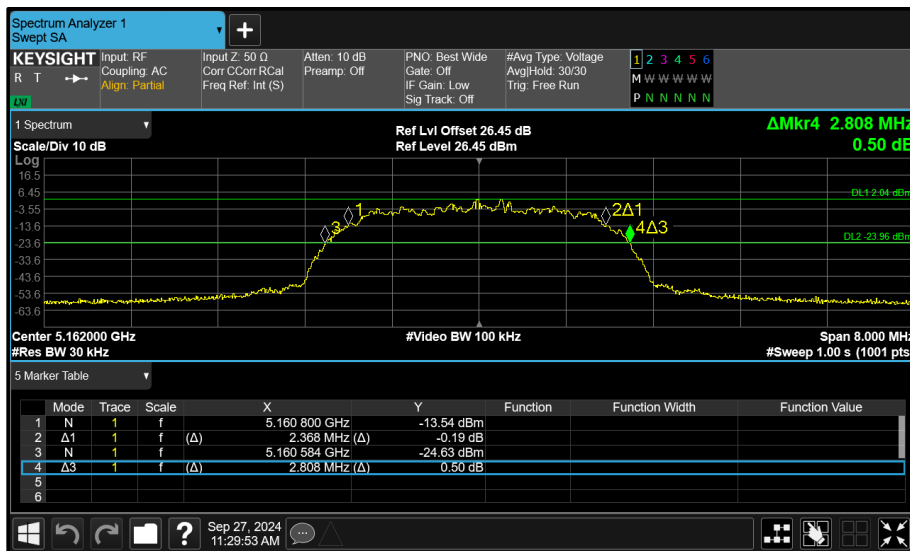 Spectrum Analyzer 1
Swept SA
+
KEYSIGHT
R T
LXI
Input: RF
Coupling: AC
Align: Partial
Input Z: 50 Ω
Corr CCorr RCal
Freq Ref: Int (S)
Atten: 10 dB
Preamp: Off
PNO: Best Wide
Gate: Off
IF Gain: Low
Sig Track: Off
#Avg Type: Voltage
Avg|Hold: 30/30
Trig: Free Run
1 2 3 4 5 6
M W W W W W
P N N N N N
1 Spectrum
Scale/Div 10 dB
Ref Lvl Offset 26.45 dB
Ref Level 26.45 dBm
ΔMkr4 2.808 MHz
0.50 dB
Log
16.5
6.45
-3.55
-13.6
-23.6
-33.6
-43.6
-53.6
-63.6
DL1 2.04 dBm
1
2Δ1
3
4Δ3
DL2 -23.96 dBm
Center 5.162000 GHz
#Video BW 100 kHz
Span 8.000 MHz
#Res BW 30 kHz
#Sweep 1.00 s (1001 pts
5 Marker Table
Mode Trace Scale X Y Function Function Width Function Value
1 N 1 f 5.160 800 GHz -13.54 dBm
2 Δ1 1 f (Δ) 2.368 MHz (Δ) -0.19 dB
3 N 1 f 5.160 584 GHz -24.63 dBm
4 Δ3 1 f (Δ) 2.808 MHz (Δ) 0.50 dB
5
6
?
Sep 27, 2024
11:29:53 AM